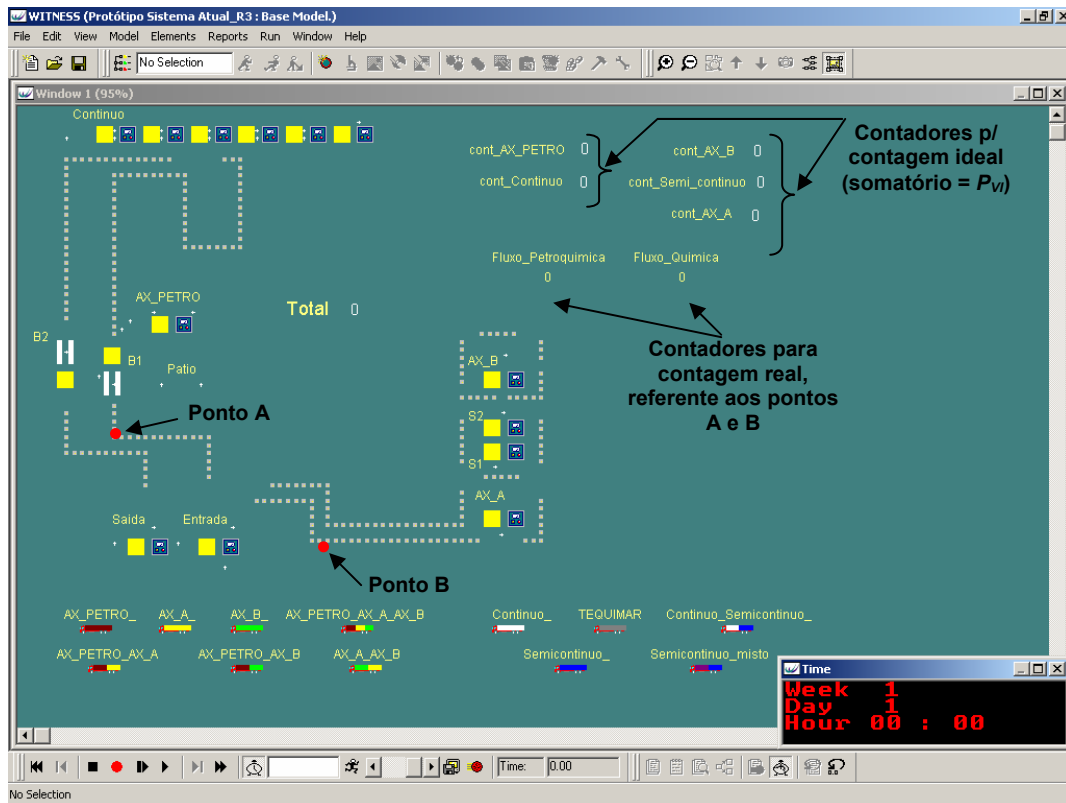 WITNESS (Protótipo Sistema Atual_R3 : Base Model.)
File Edit View Model Elements Reports Run Window Help
No Selection
Window 1 (95%)
Continuo
cont_AX_PETRO 0
cont_Continuo 0
cont_AX_B 0
cont_Semi_continuo 0
cont_AX_A 0
Contadores p/
contagem ideal
(somatório = PVI)
Fluxo_Petroquimica
0
Fluxo_Quimica
0
AX_PETRO
Total 0
Contadores para
contagem real,
referente aos pontos
A e B
B2
B1
Patio
Ponto A
AX_B
S2
S1
AX_A
Saida
Entrada
Ponto B
AX_PETRO_ AX_A_ AX_B_ AX_PETRO_AX_A_AX_B Continuo_ TEQUIMAR Continuo_Semicontinuo_
AX_PETRO_AX_A AX_PETRO_AX_B AX_A_AX_B Semicontinuo_ Semicontinuo_misto
Time
Week 1
Day 1
Hour 00 : 00
Time: 0.00
No Selection